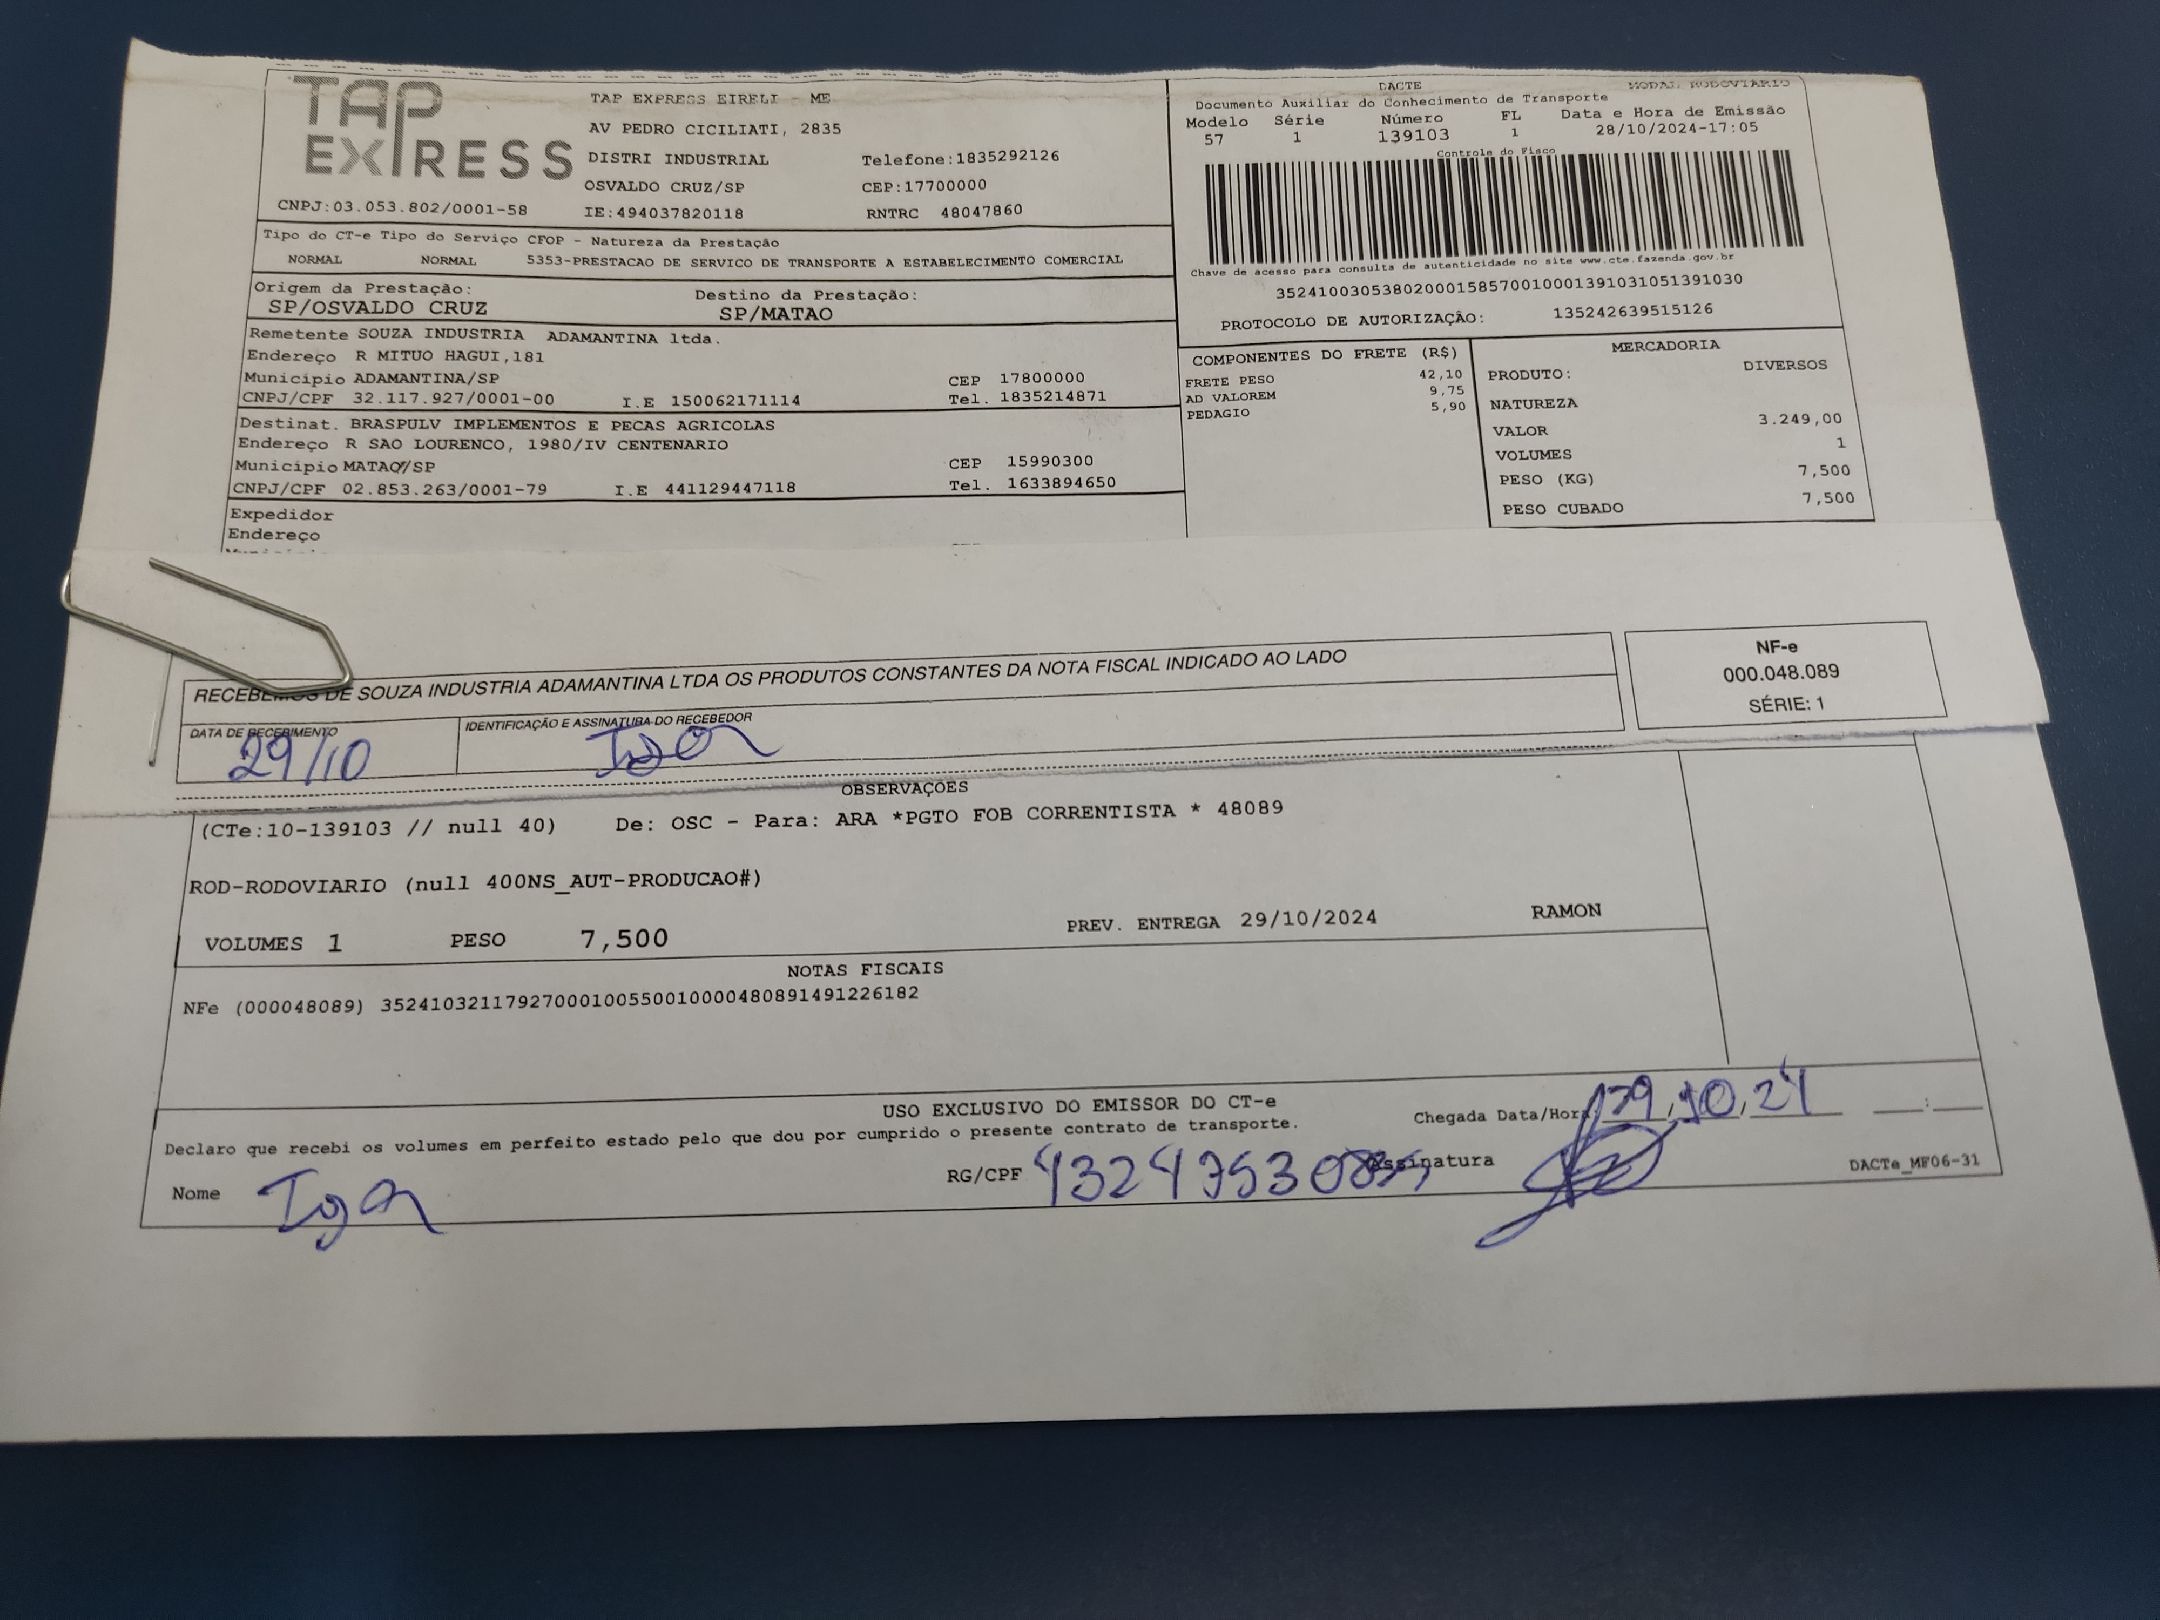 TAP EXPRESS
TAP EXPRESS EIRELI - ME
AV PEDRO CICILIATI, 2835
DISTRI INDUSTRIAL Telefone:1835292126
OSVALDO CRUZ/SP CEP:17700000
CNPJ:03.053.802/0001-58 IE:494037820118 RNTRC 48047860
DACTE MODAL RODOVIARIO
Documento Auxiliar do Conhecimento de Transporte
Modelo Série Número FL Data e Hora de Emissão
57 1 139103 1 28/10/2024-17:05
Controle do Fisco
Chave de acesso para consulta de autenticidade no site www.cte.fazenda.gov.br
35241003053802000158570010001391031051391030
PROTOCOLO DE AUTORIZAÇÃO: 135242639515126
Tipo do CT-e Tipo do Serviço CFOP - Natureza da Prestação
NORMAL NORMAL 5353-PRESTACAO DE SERVICO DE TRANSPORTE A ESTABELECIMENTO COMERCIAL
Origem da Prestação: Destino da Prestação:
SP/OSVALDO CRUZ SP/MATAO
Remetente SOUZA INDUSTRIA ADAMANTINA ltda.
Endereço R MITUO HAGUI,181
Município ADAMANTINA/SP CEP 17800000
CNPJ/CPF 32.117.927/0001-00 I.E 150062171114 Tel. 1835214871
Destinat. BRASPULV IMPLEMENTOS E PECAS AGRICOLAS
Endereço R SAO LOURENCO, 1980/IV CENTENARIO
Município MATAO/SP CEP 15990300
CNPJ/CPF 02.853.263/0001-79 I.E 441129447118 Tel. 1633894650
Expedidor
Endereço
COMPONENTES DO FRETE (R$)
FRETE PESO 42,10
AD VALOREM 9,75
PEDAGIO 5,90
MERCADORIA
PRODUTO: DIVERSOS
NATUREZA
VALOR 3.249,00
VOLUMES 1
PESO (KG) 7,500
PESO CUBADO 7,500
RECEBEMOS DE SOUZA INDUSTRIA ADAMANTINA LTDA OS PRODUTOS CONSTANTES DA NOTA FISCAL INDICADO AO LADO
NF-e
000.048.089
SÉRIE: 1
DATA DE RECEBIMENTO IDENTIFICAÇÃO E ASSINATURA DO RECEBEDOR
29/10 Igor
OBSERVAÇÕES
(CTe:10-139103 // null 40) De: OSC - Para: ARA *PGTO FOB CORRENTISTA * 48089
ROD-RODOVIARIO (null 400NS_AUT-PRODUCAO#)
VOLUMES 1 PESO 7,500 PREV. ENTREGA 29/10/2024 RAMON
NOTAS FISCAIS
NFe (000048089) 35241032117927000100550010000480891491226182
USO EXCLUSIVO DO EMISSOR DO CT-e
Chegada Data/Hora 29/10/24 :
Declaro que recebi os volumes em perfeito estado pelo que dou por cumprido o presente contrato de transporte.
Nome Igor RG/CPF Assinatura
DACTe_MF06-31